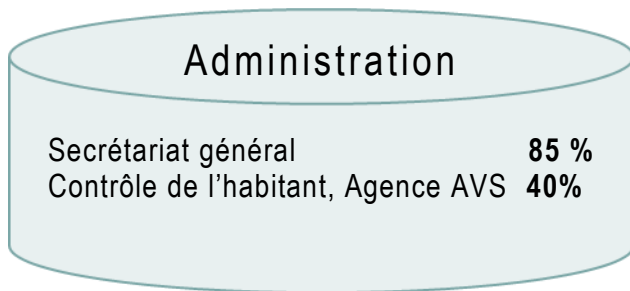 Administration
Secrétariat général 85 %
Contrôle de l’habitant, Agence AVS 40%